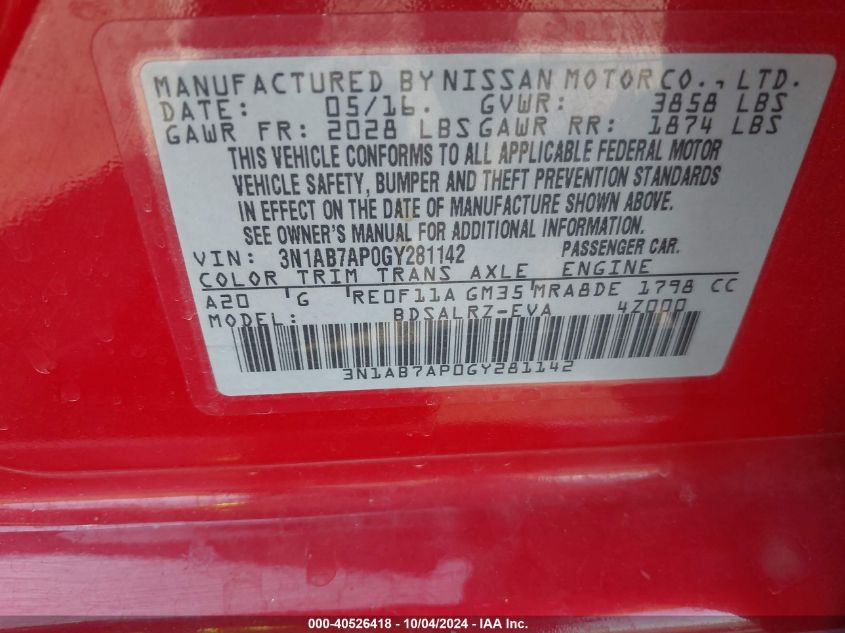 MANUFACTURED BY NISSAN MOTOR CO., LTD.
DATE: 05/16. GVWR: 3858 LBS
GAWR FR: 2028 LBS GAWR RR: 1874 LBS
THIS VEHICLE CONFORMS TO ALL APPLICABLE FEDERAL MOTOR
VEHICLE SAFETY, BUMPER AND THEFT PREVENTION STANDARDS
IN EFFECT ON THE DATE OF MANUFACTURE SHOWN ABOVE.
SEE OWNER'S MANUAL FOR ADDITIONAL INFORMATION.
VIN: 3N1AB7AP0GY281142 PASSENGER CAR.
COLOR TRIM TRANS AXLE ENGINE
A20 'G 'RE0F11A GM35 MRA8DE 1798 CC
MODEL: BDSALRZ-EVA 4Z000
3N1AB7AP0GY281142
000-40526418 - 10/04/2024 - IAA Inc.